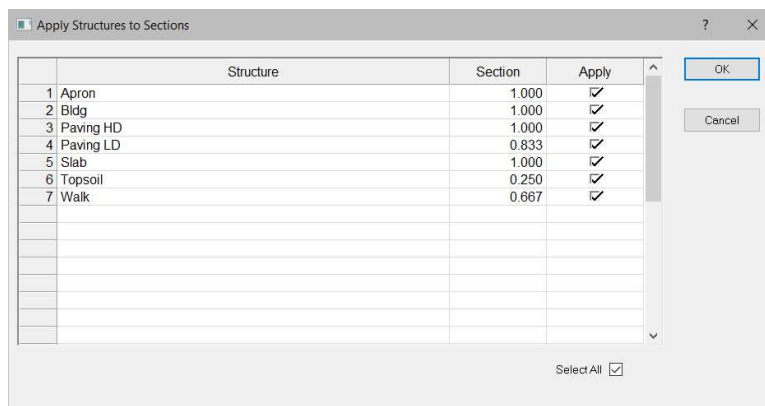 Apply Structures to Sections ?
Structure Section Apply OK
1 Apron 1.000
2 Bldg 1.000 Cancel
3 Paving HD 1.000
4 Paving LD 0.833
5 Slab 1.000
6 Topsoil 0.250
7 Walk 0.667
Select All